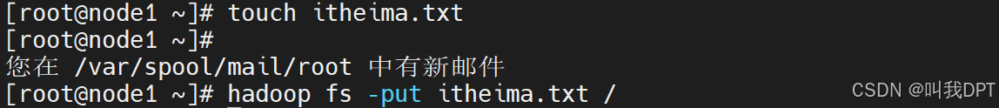 [root@node1 ~]# touch itheima.txt
[root@node1 ~]#
您在 /var/spool/mail/root 中有新邮件
[root@node1 ~]# hadoop fs -put itheima.txt /
CSDN @叫我DPT